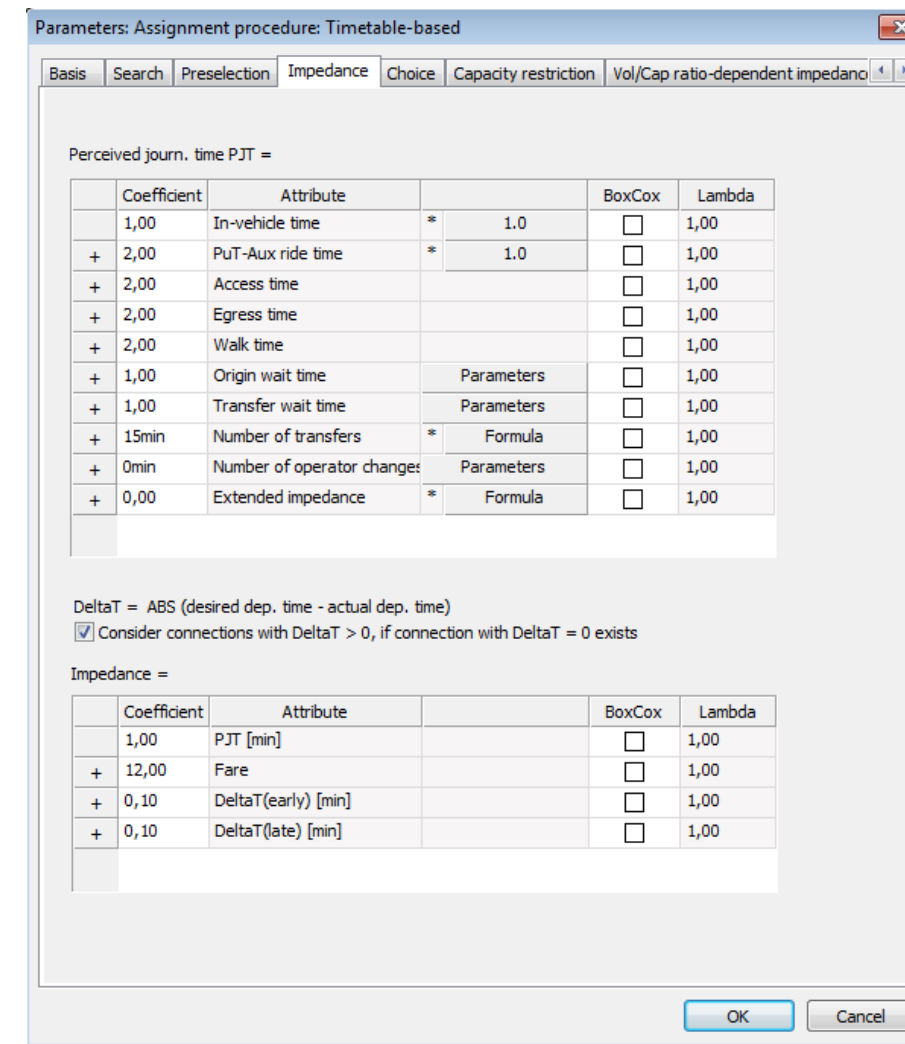 Parameters: Assignment procedure: Timetable-based
Basis Search Preselection Impedance Choice Capacity restriction Vol/Cap ratio-dependent impedanc
Perceived journ. time PJT =
Coefficient Attribute BoxCox Lambda
1,00 In-vehicle time * 1.0 1,00
+ 2,00 PuT-Aux ride time * 1.0 1,00
+ 2,00 Access time 1,00
+ 2,00 Egress time 1,00
+ 2,00 Walk time 1,00
+ 1,00 Origin wait time Parameters 1,00
+ 1,00 Transfer wait time Parameters 1,00
+ 15min Number of transfers * Formula 1,00
+ 0min Number of operator changes Parameters 1,00
+ 0,00 Extended impedance * Formula 1,00
DeltaT = ABS (desired dep. time - actual dep. time)
Consider connections with DeltaT > 0, if connection with DeltaT = 0 exists
Impedance =
Coefficient Attribute BoxCox Lambda
1,00 PJT [min] 1,00
+ 12,00 Fare 1,00
+ 0,10 DeltaT(early) [min] 1,00
+ 0,10 DeltaT(late) [min] 1,00
OK Cancel